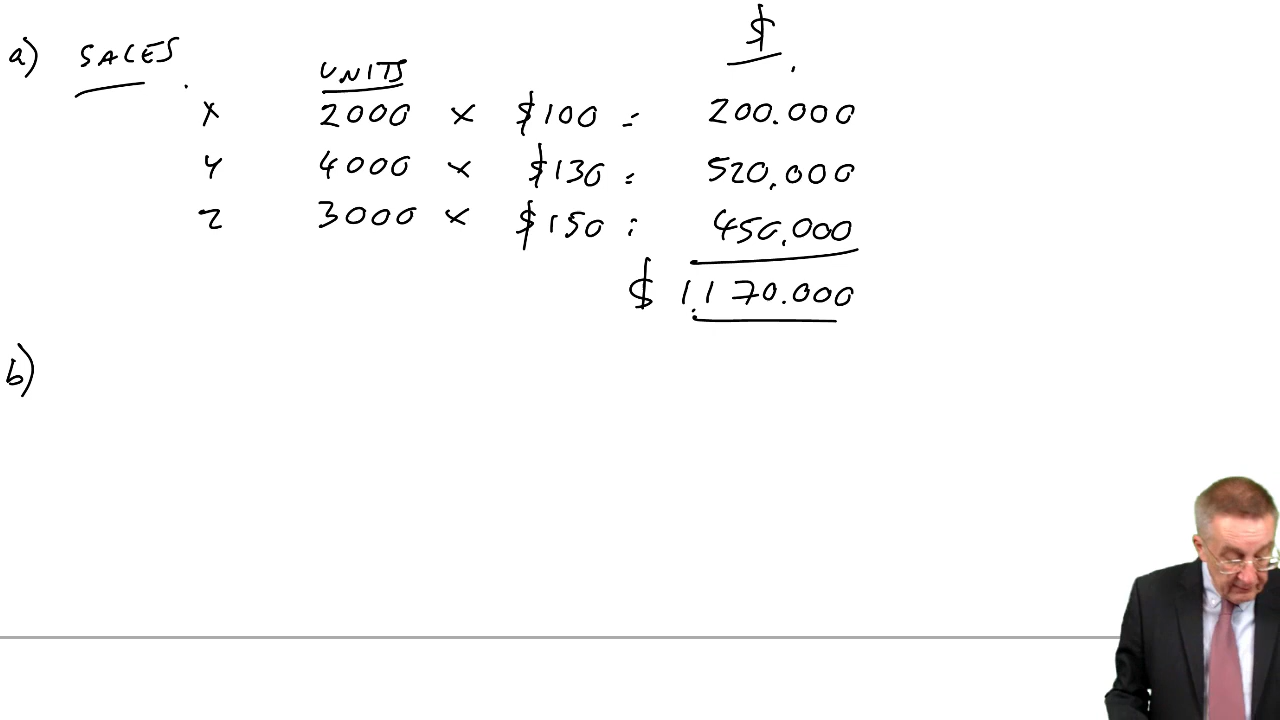 a) SALES
UNITS $
X 2000 × $100 = 200.000
Y 4000 × $130 = 520,000
Z 3000 × $150 : 450,000
$ 1,170.000
b)